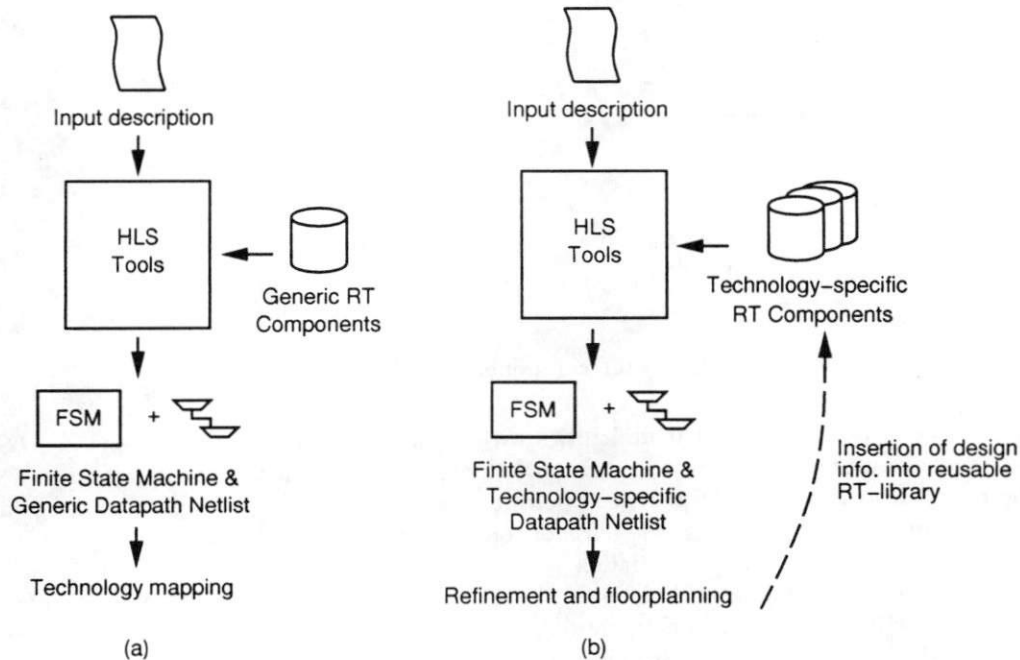 Input description
HLS
Tools
Generic RT
Components
FSM
+
Finite State Machine &
Generic Datapath Netlist
Technology mapping
(a)
Input description
HLS
Tools
Technology-specific
RT Components
FSM
+
Finite State Machine &
Technology-specific
Datapath Netlist
Insertion of design
info. into reusable
RT-library
Refinement and floorplanning
(b)